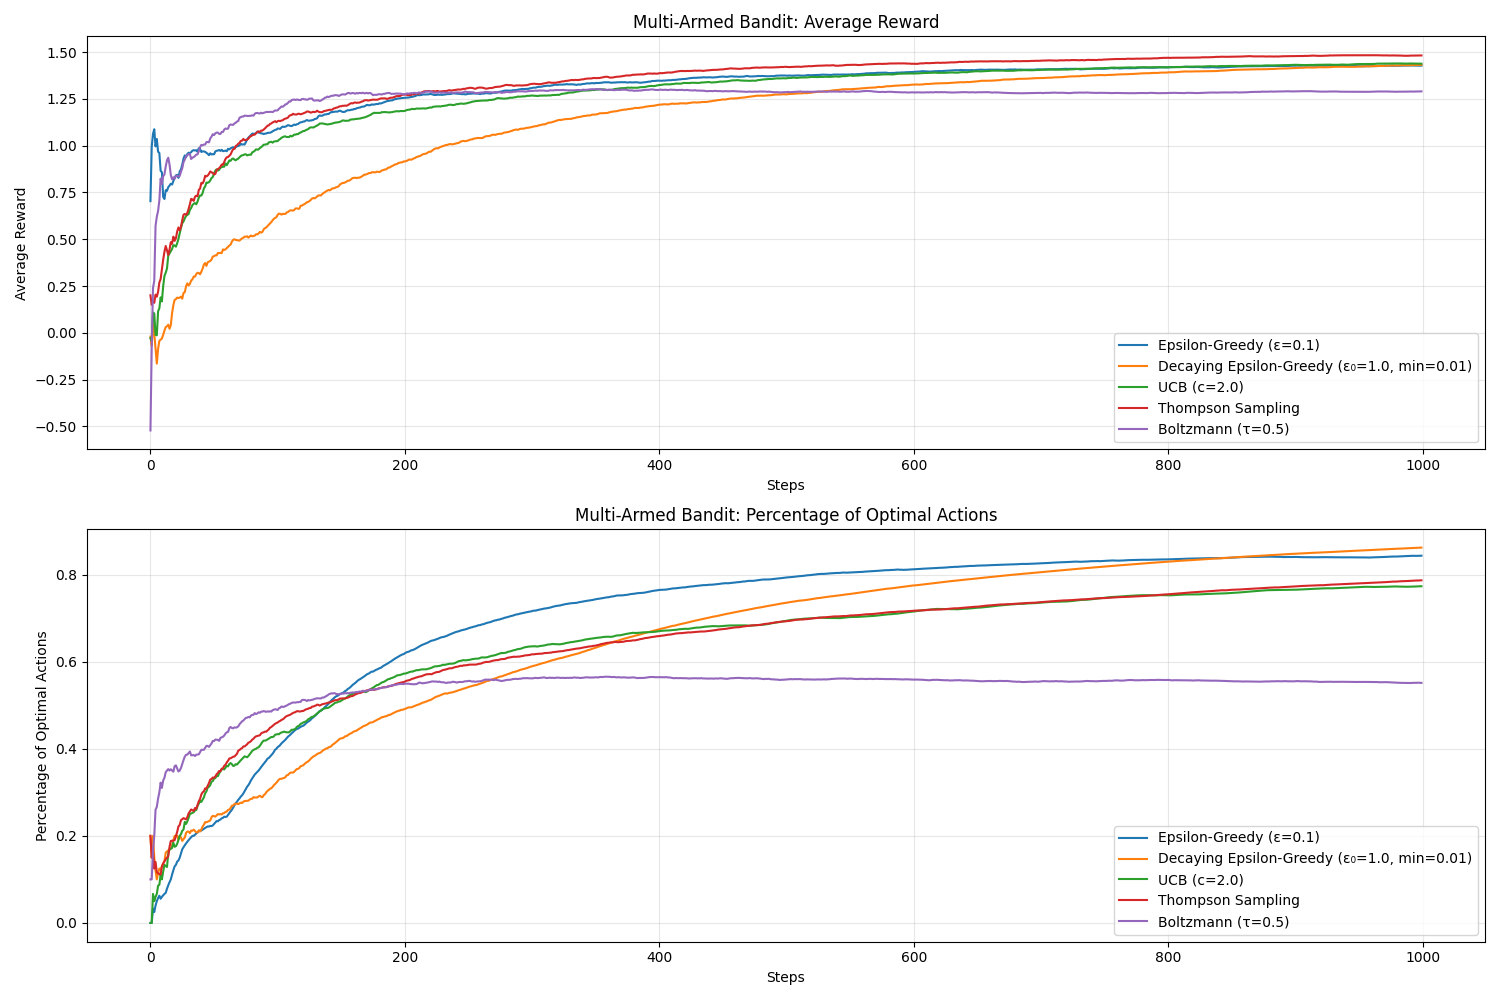 Multi-Armed Bandit: Average Reward
1.50
1.25
1.00
0.75
0.50
0.25
0.00
−0.25
−0.50
Average Reward
Epsilon-Greedy (ε=0.1)
Decaying Epsilon-Greedy (ε₀=1.0, min=0.01)
UCB (c=2.0)
Thompson Sampling
Boltzmann (τ=0.5)
0 200 400 600 800 1000
Steps
Multi-Armed Bandit: Percentage of Optimal Actions
0.8
0.6
0.4
0.2
0.0
Percentage of Optimal Actions
Epsilon-Greedy (ε=0.1)
Decaying Epsilon-Greedy (ε₀=1.0, min=0.01)
UCB (c=2.0)
Thompson Sampling
Boltzmann (τ=0.5)
0 200 400 600 800 1000
Steps